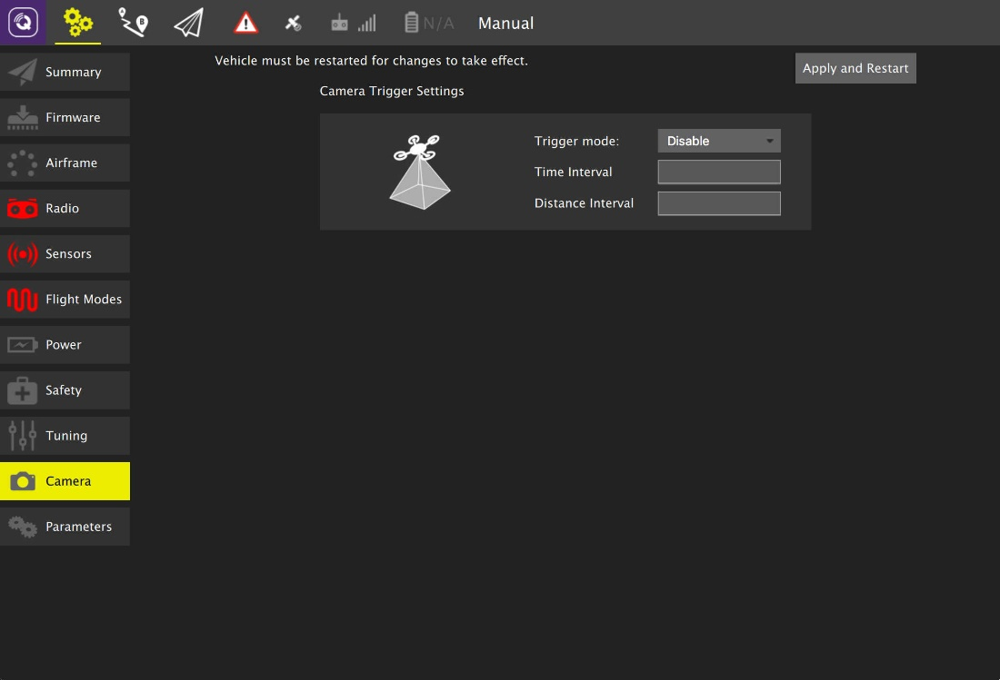 N/A
Manual
Summary
Firmware
Airframe
Radio
Sensors
Flight Modes
Power
Safety
Tuning
Camera
Parameters
Vehicle must be restarted for changes to take effect.
Apply and Restart
Camera Trigger Settings
Trigger mode: Disable
Time Interval
Distance Interval